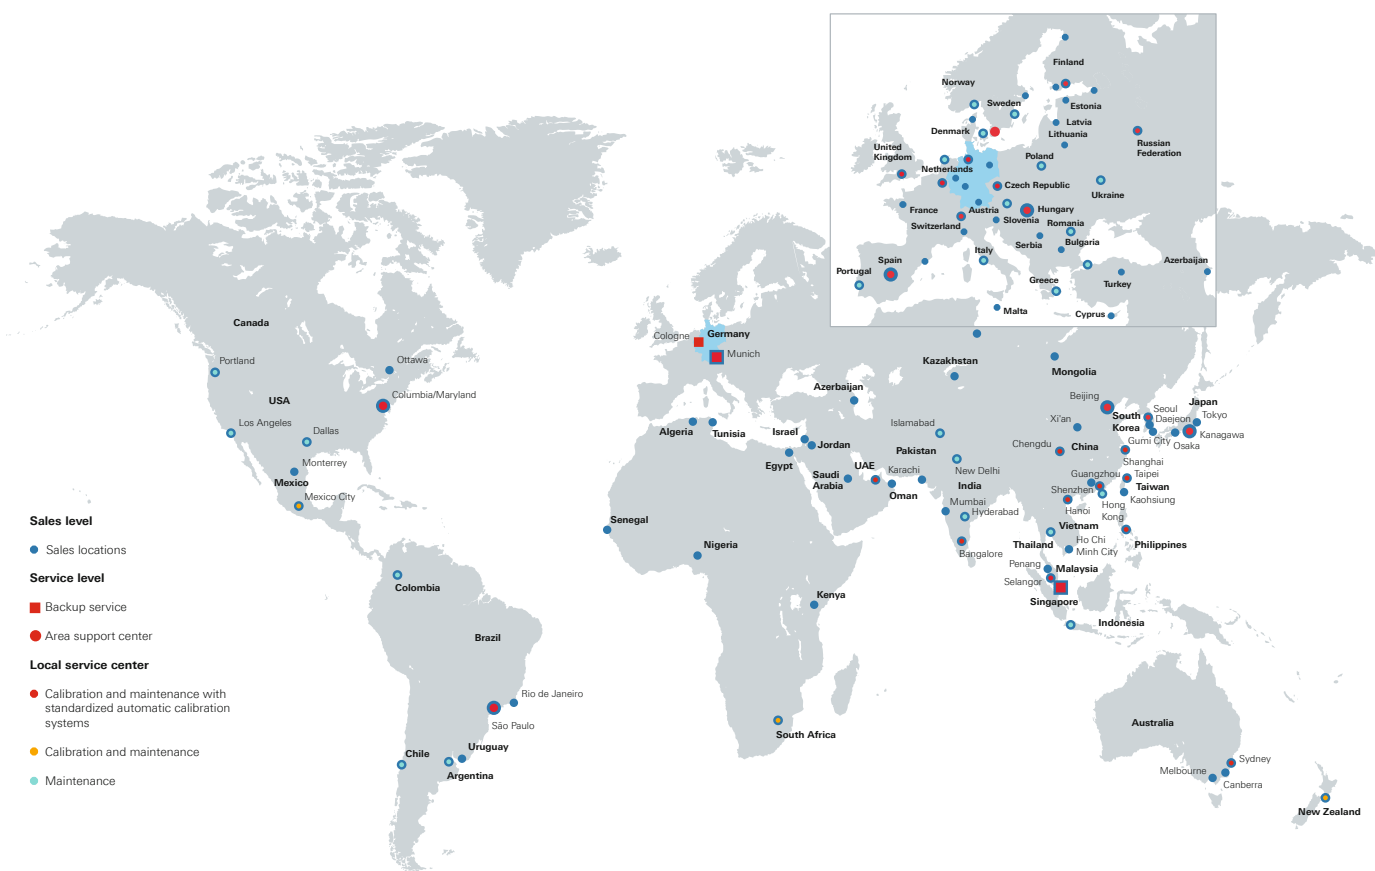 Finland
Norway
Sweden
Estonia
Latvia
Denmark
Lithuania
Russian
Federation
United
Kingdom
Poland
Netherlands
Czech Republic
Ukraine
France
Austria
Hungary
Slovenia
Romania
Switzerland
Serbia
Bulgaria
Italy
Spain
Portugal
Azerbaijan
Greece
Turkey
Malta
Cyprus
Canada
Portland
Ottawa
USA
Columbia/Maryland
Los Angeles
Dallas
Monterrey
Mexico
Mexico City
Cologne
Germany
Munich
Kazakhstan
Mongolia
Azerbaijan
Algeria
Tunisia
Israel
Jordan
Egypt
Saudi
Arabia
UAE
Oman
Islamabad
Pakistan
Karachi
New Delhi
India
Mumbai
Hyderabad
Bangalore
Beijing
Xi'an
Chengdu
China
South
Korea
Seoul
Daejeon
Gumi City
Japan
Tokyo
Kanagawa
Osaka
Shanghai
Guangzhou
Taipei
Shenzhen
Taiwan
Kaohsiung
Hanoi
Hong
Kong
Vietnam
Thailand
Ho Chi
Minh City
Philippines
Penang
Malaysia
Selangor
Singapore
Indonesia
Senegal
Nigeria
Kenya
South Africa
Colombia
Brazil
Rio de Janeiro
São Paulo
Uruguay
Chile
Argentina
Australia
Sydney
Melbourne
Canberra
New Zealand
Sales level
Sales locations
Service level
Backup service
Area support center
Local service center
Calibration and maintenance with
standardized automatic calibration
systems
Calibration and maintenance
Maintenance